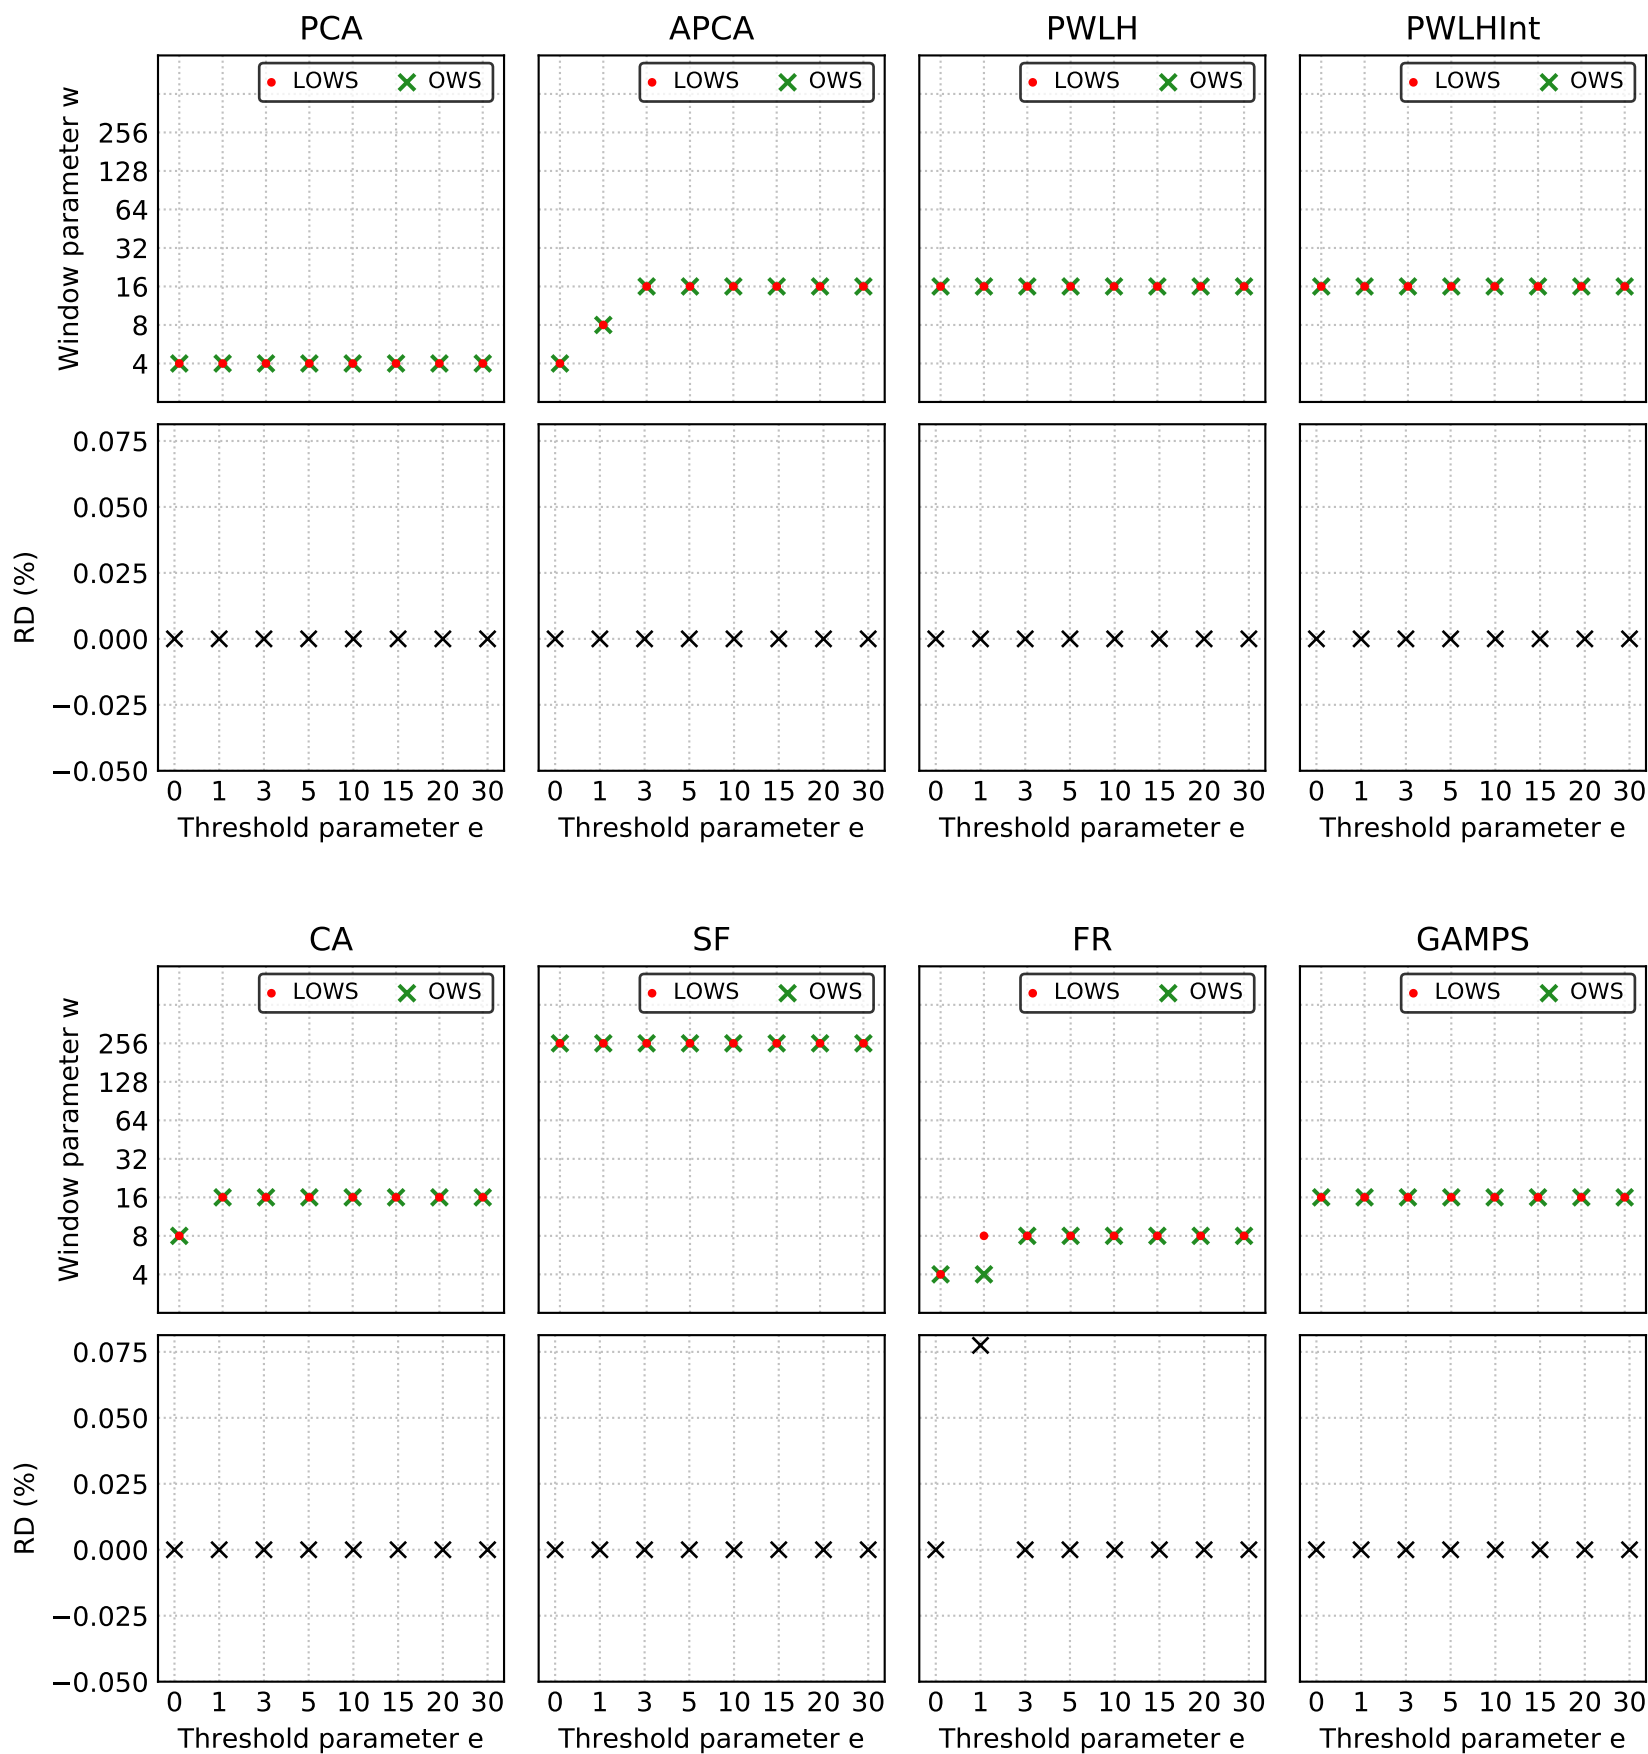 PCA APCA PWLH PWLHInt
LOWS OWS LOWS OWS LOWS OWS LOWS OWS
Window parameter w
256
128
64
32
16
8
4
RD (%)
0.075
0.050
0.025
0.000
−0.025
−0.050
0 1 3 5 10 15 20 30 0 1 3 5 10 15 20 30 0 1 3 5 10 15 20 30 0 1 3 5 10 15 20 30
Threshold parameter e Threshold parameter e Threshold parameter e Threshold parameter e
CA SF FR GAMPS
LOWS OWS LOWS OWS LOWS OWS LOWS OWS
Window parameter w
256
128
64
32
16
8
4
RD (%)
0.075
0.050
0.025
0.000
−0.025
−0.050
0 1 3 5 10 15 20 30 0 1 3 5 10 15 20 30 0 1 3 5 10 15 20 30 0 1 3 5 10 15 20 30
Threshold parameter e Threshold parameter e Threshold parameter e Threshold parameter e